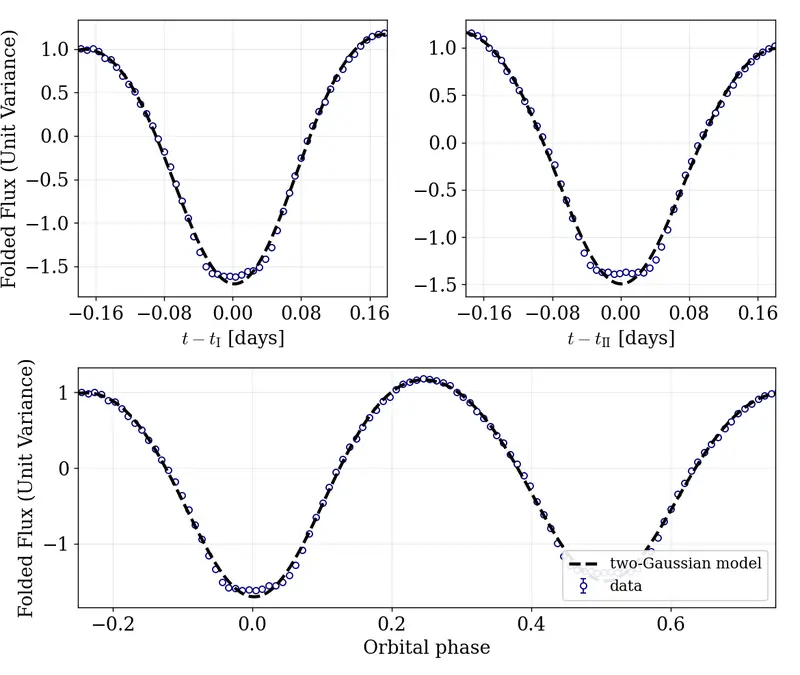 Folded Flux (Unit Variance)
1.0
0.5
0.0
−0.5
−1.0
−1.5
−0.16 −0.08 0.00 0.08 0.16
t − t_I [days]
1.0
0.5
0.0
−0.5
−1.0
−1.5
−0.16 −0.08 0.00 0.08 0.16
t − t_II [days]
Folded Flux (Unit Variance)
1
0
−1
two-Gaussian model
data
−0.2 0.0 0.2 0.4 0.6
Orbital phase